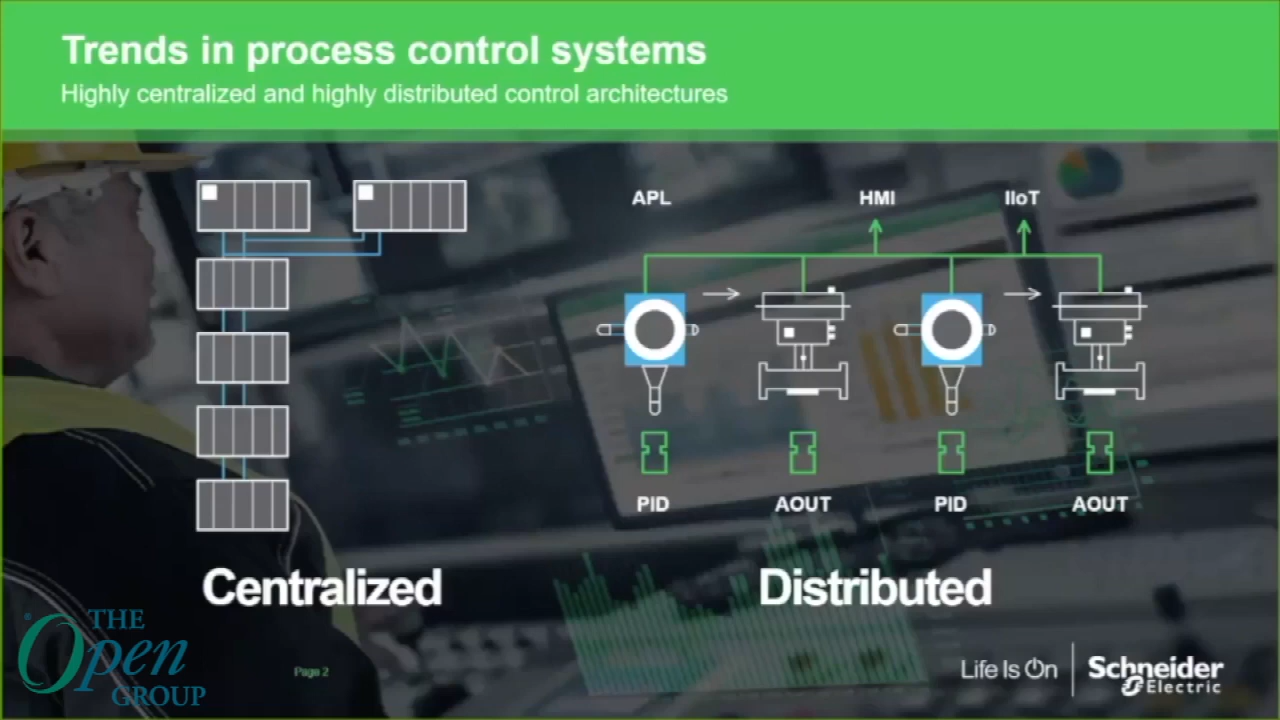 Trends in process control systems
Highly centralized and highly distributed control architectures
APL
HMI
IIoT
PID
AOUT
PID
AOUT
Centralized
Distributed
THE
Open
GROUP
Page 2
Life Is On
Schneider
Electric